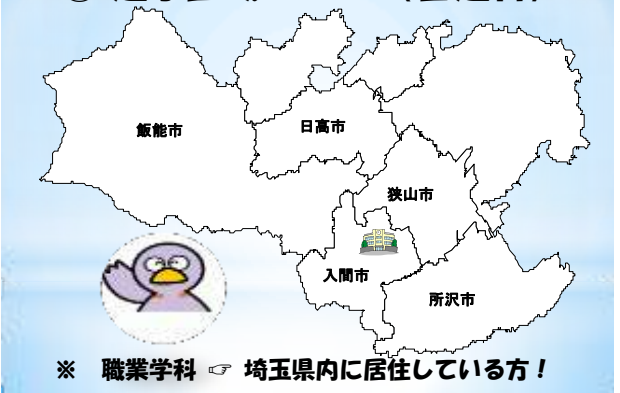 飯能市
日高市
狭山市
入間市
所沢市
※　職業学科 ☞ 埼玉県内に居住している方！